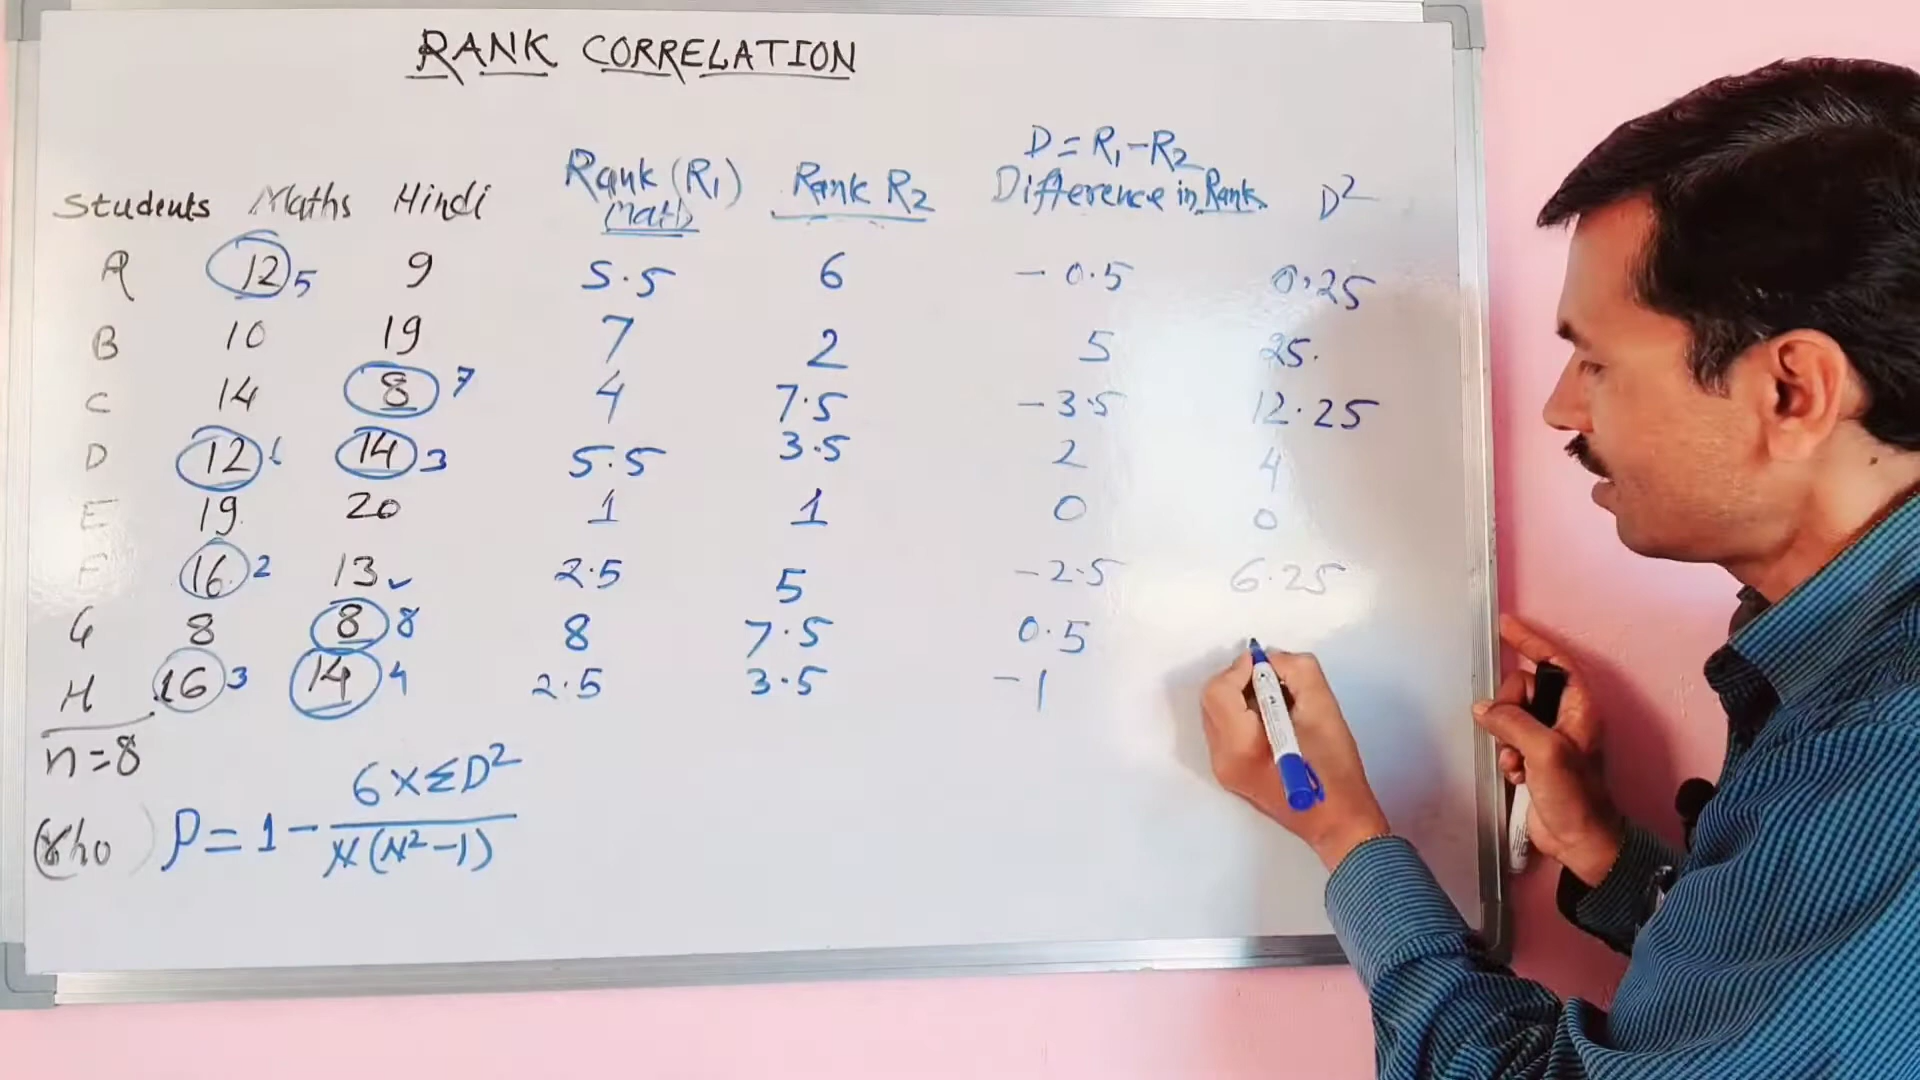 RANK CORRELATION
D = R₁-R₂
Students Maths Hindi Rank (R₁) Rank R₂ Difference in Rank D²
Math
A 12 5 9 5.5 6 -0.5 0.25
B 10 19 7 2 5 25.
C 14 8 7 4 7.5 -3.5 12.25
D 12 14 3 5.5 3.5 2 4
E 19. 20 1 1 0 0
F 16. 2 13 ✓ 2.5 5 -2.5 6.25
G 8 8 8 8 7.5 0.5
H 16 3 14 4 2.5 3.5 -1
n=8
6×ΣD²
(rho) ρ = 1 -
N(N²-1)